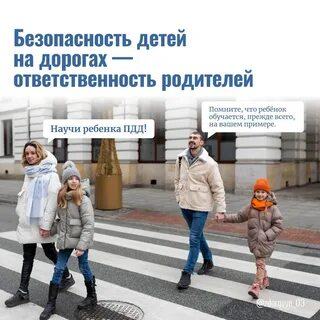 Безопасность детей
на дорогах —
ответственность родителей
Научи ребенка ПДД!
Помните, что ребёнок
обучается, прежде всего,
на вашем примере.